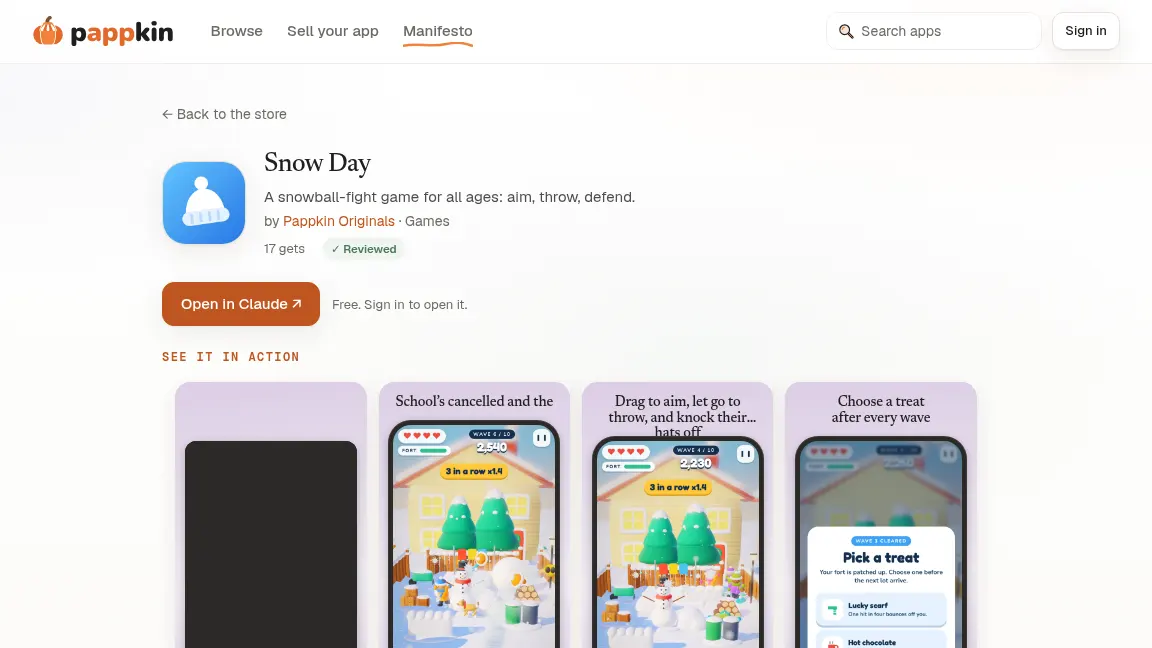 pappkin
Browse
Sell your app
Manifesto
Search apps
Sign in
← Back to the store
Snow Day
A snowball-fight game for all ages: aim, throw, defend.
by Pappkin Originals · Games
17 gets
✓ Reviewed
Open in Claude ↗
Free. Sign in to open it.
SEE IT IN ACTION
School's cancelled and the
WAVE 6 / 10
2,540
FORT
3 in a row x1.4
Drag to aim, let go to
throw, and knock their...
hats off
WAVE 4 / 10
2,230
FORT
3 in a row x1.4
Choose a treat
after every wave
WAVE 3 CLEARED
Pick a treat
Your fort is patched up. Choose one before
the next lot arrive.
Lucky scarf
One hit in four bounces off you.
Hot chocolate